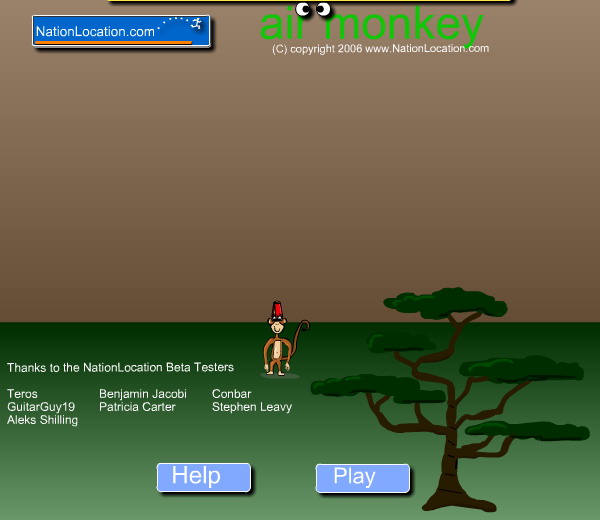 NationLocation.com
air monkey
(C) copyright 2006 www.NationLocation.com
Thanks to the NationLocation Beta Testers
Teros Benjamin Jacobi Conbar
GuitarGuy19 Patricia Carter Stephen Leavy
Aleks Shilling
Help Play